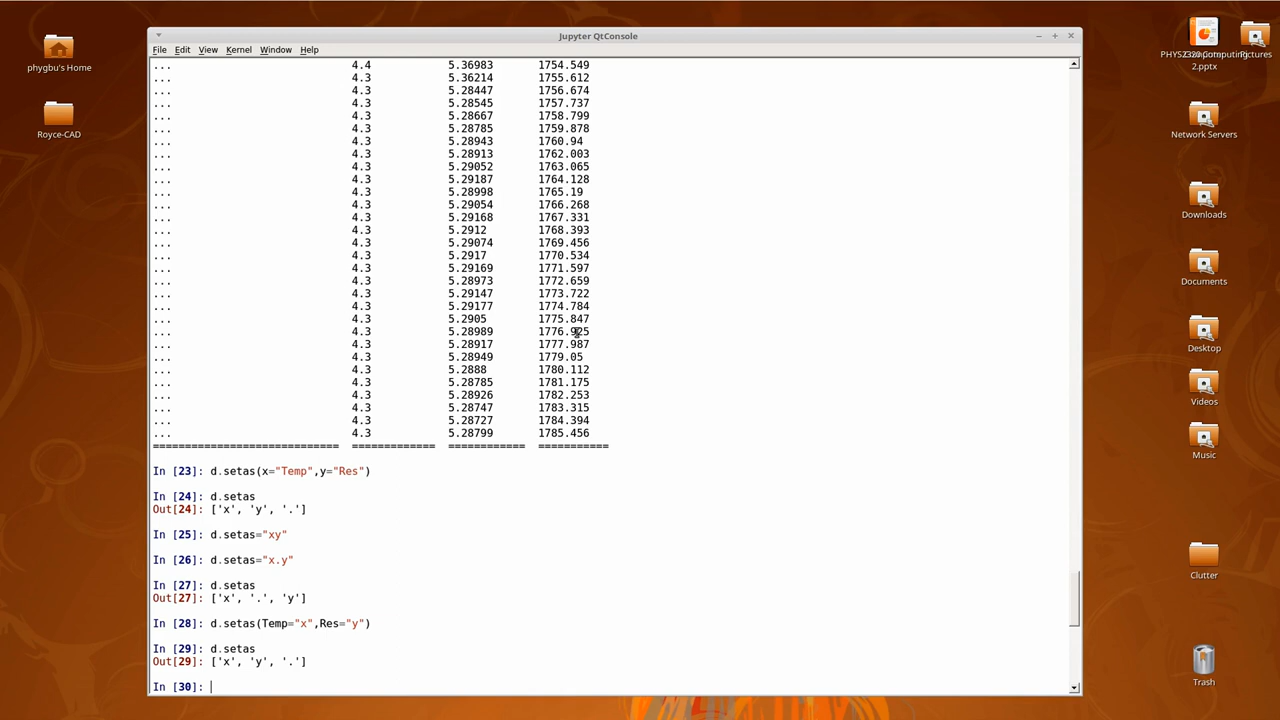 Jupyter QtConsole
File Edit View Kernel Window Help
... 4.4 5.36983 1754.549
... 4.3 5.36214 1755.612
... 4.3 5.28447 1756.674
... 4.3 5.28545 1757.737
... 4.3 5.28667 1758.799
... 4.3 5.28785 1759.878
... 4.3 5.28943 1760.94
... 4.3 5.28913 1762.003
... 4.3 5.29052 1763.065
... 4.3 5.29187 1764.128
... 4.3 5.28998 1765.19
... 4.3 5.29054 1766.268
... 4.3 5.29168 1767.331
... 4.3 5.2912 1768.393
... 4.3 5.29074 1769.456
... 4.3 5.2917 1770.534
... 4.3 5.29169 1771.597
... 4.3 5.28973 1772.659
... 4.3 5.29147 1773.722
... 4.3 5.29177 1774.784
... 4.3 5.2905 1775.847
... 4.3 5.28989 1776.925
... 4.3 5.28917 1777.987
... 4.3 5.28949 1779.05
... 4.3 5.2888 1780.112
... 4.3 5.28785 1781.175
... 4.3 5.28926 1782.253
... 4.3 5.28747 1783.315
... 4.3 5.28727 1784.394
... 4.3 5.28799 1785.456
============================= ============= ============ ===========
In [23]: d.setas(x="Temp",y="Res")
In [24]: d.setas
Out[24]: ['x', 'y', '.']
In [25]: d.setas="xy"
In [26]: d.setas="x.y"
In [27]: d.setas
Out[27]: ['x', '.', 'y']
In [28]: d.setas(Temp="x",Res="y")
In [29]: d.setas
Out[29]: ['x', 'y', '.']
In [30]:
phygbu's Home
Royce-CAD
2.pptx
Pictures
Network Servers
Downloads
Documents
Desktop
Videos
Music
Clutter
Trash